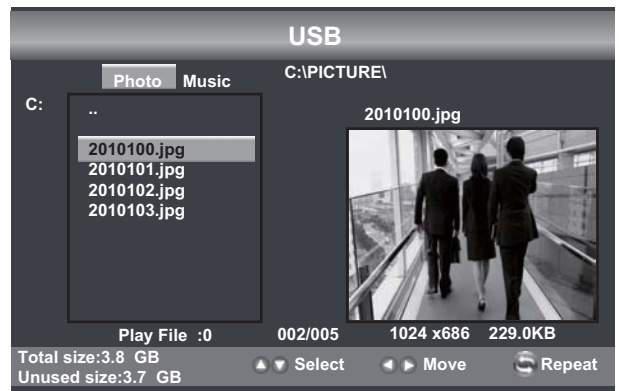 USB
Photo Music
C:\PICTURE\
C:
..
2010100.jpg
2010100.jpg
2010101.jpg
2010102.jpg
2010103.jpg
Play File :0
002/005
1024 x686
229.0KB
Total size:3.8 GB
Unused size:3.7 GB
Select
Move
Repeat